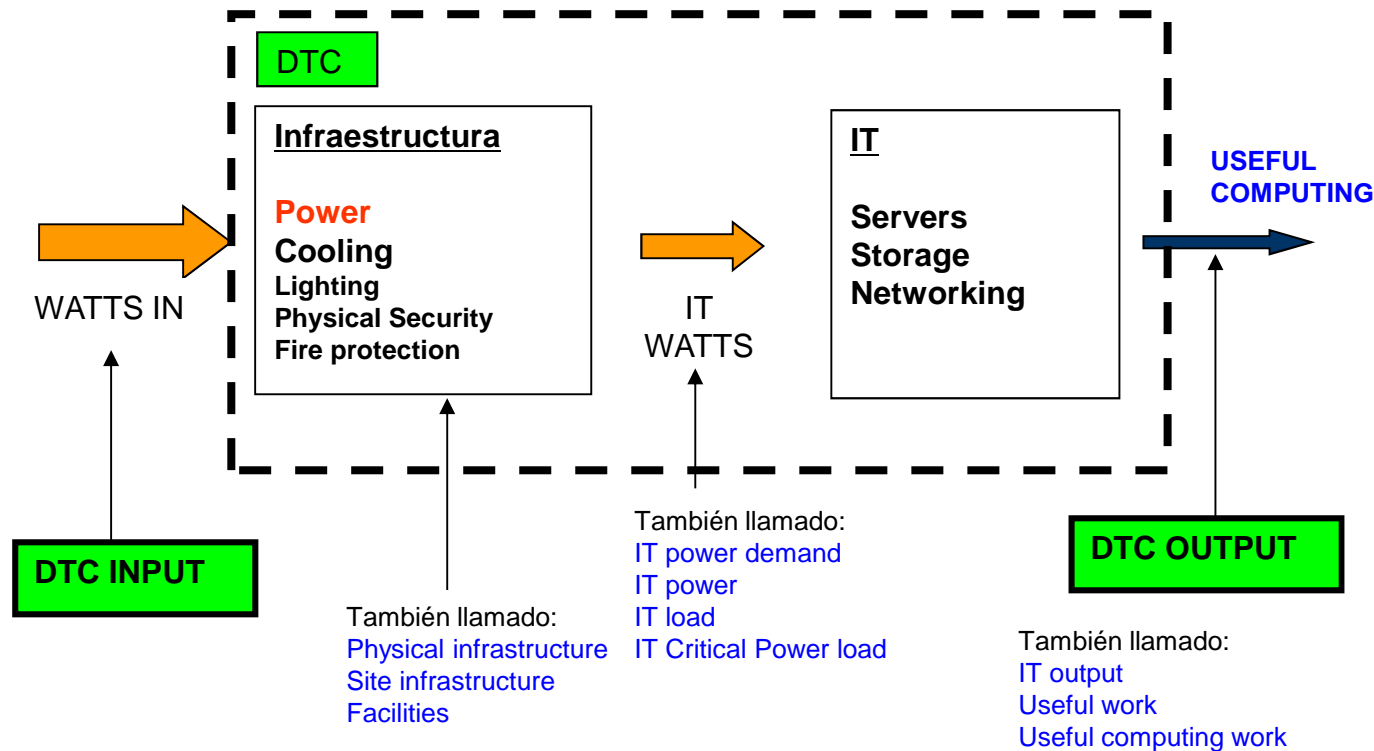 DTC
Infraestructura
Power
Cooling
Lighting
Physical Security
Fire protection
IT
Servers
Storage
Networking
USEFUL
COMPUTING
WATTS IN
IT
WATTS
DTC INPUT
También llamado:
Physical infrastructure
Site infrastructure
Facilities
También llamado:
IT power demand
IT power
IT load
IT Critical Power load
DTC OUTPUT
También llamado:
IT output
Useful work
Useful computing work